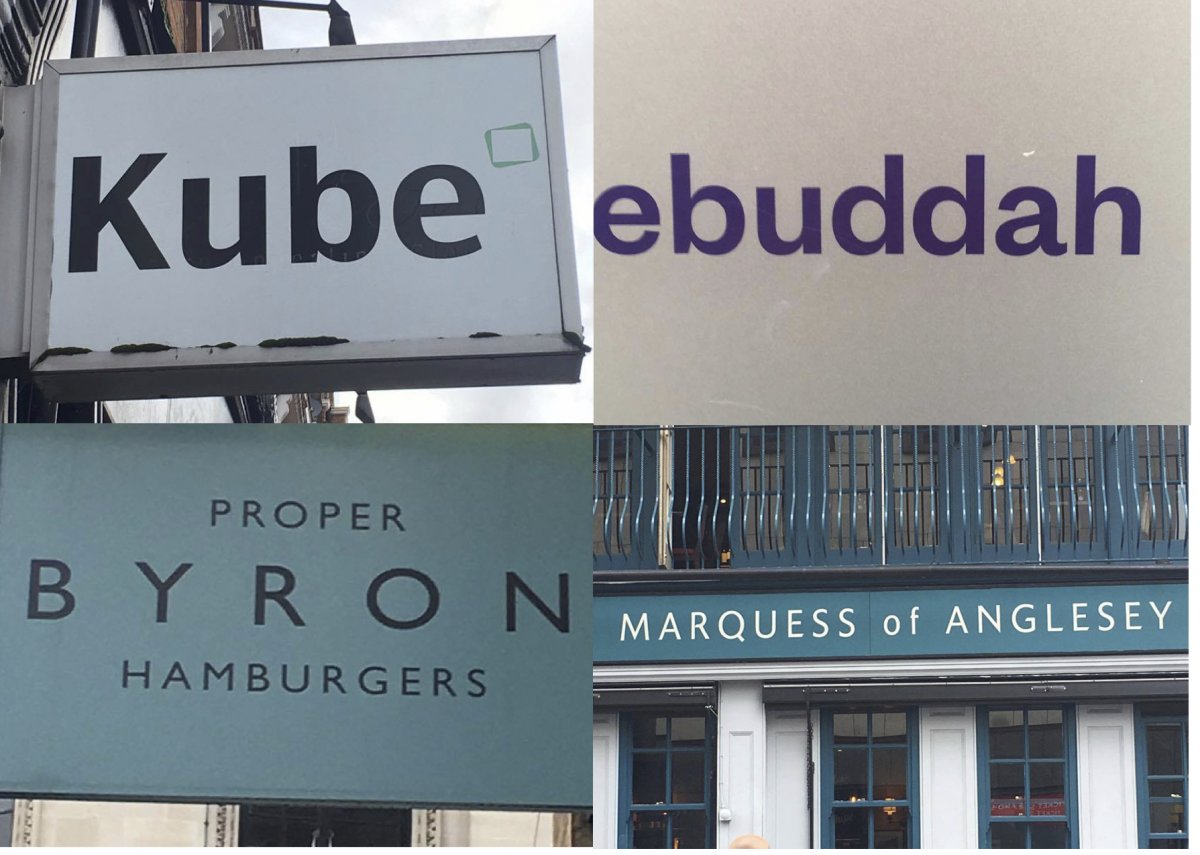 Kube
ebuddah
PROPER
BYRON
HAMBURGERS
MARQUESS of ANGLESEY